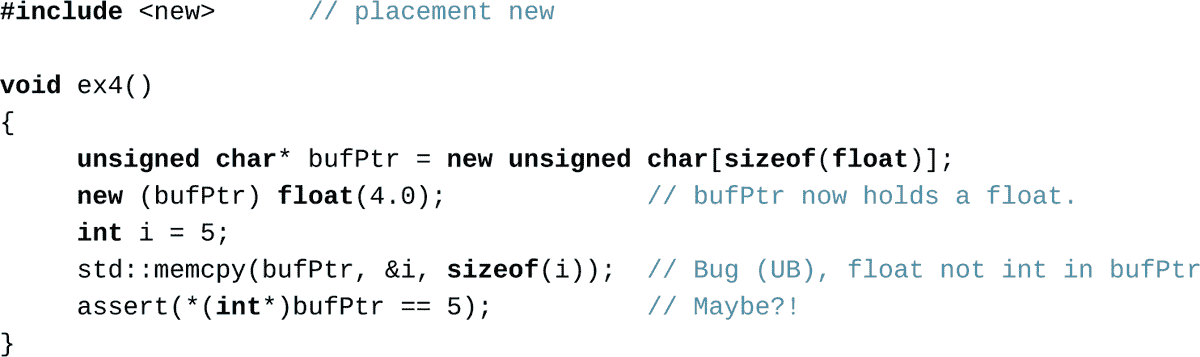 #include <new>      // placement new
void ex4()
{
     unsigned char* bufPtr = new unsigned char[sizeof(float)];
     new (bufPtr) float(4.0);             // bufPtr now holds a float.
     int i = 5;
     std::memcpy(bufPtr, &i, sizeof(i));  // Bug (UB), float not int in bufPtr
     assert(*(int*)bufPtr == 5);          // Maybe?!
}